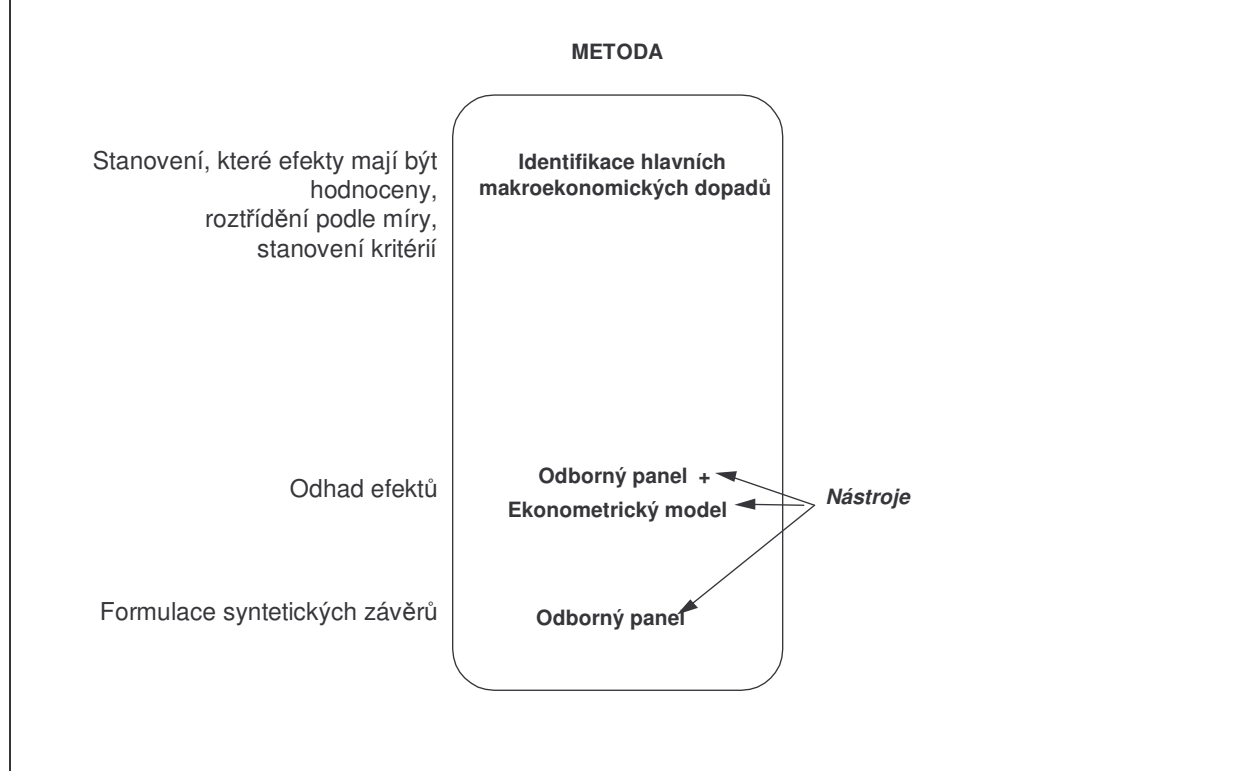 METODA
Stanovení, které efekty mají být
hodnoceny,
roztřídění podle míry,
stanovení kritérií
Identifikace hlavních
makroekonomických dopadů
Odhad efektů
Odborný panel +
Ekonometrický model
Nástroje
Formulace syntetických závěrů
Odborný panel